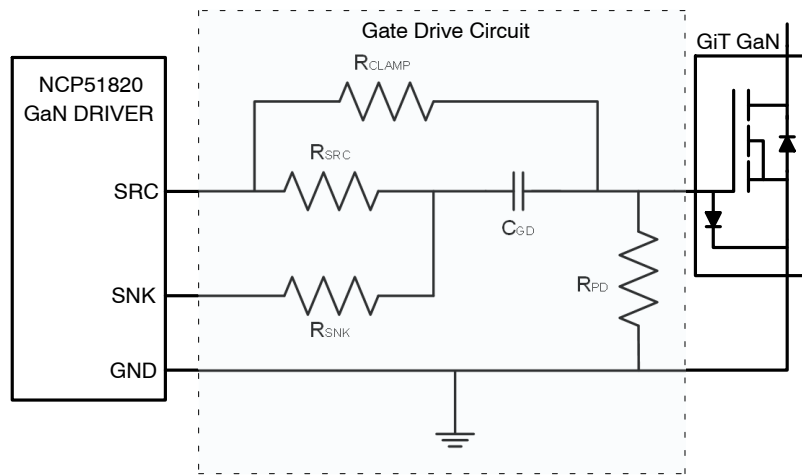 Gate Drive Circuit
GiT GaN
NCP51820
GaN DRIVER
RCLAMP
RSRC
SRC
CGD
RPD
SNK
RSNK
GND